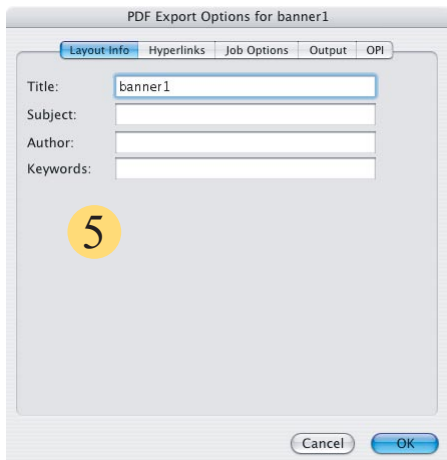 PDF Export Options for banner1
Layout Info Hyperlinks Job Options Output OPI
Title: banner1
Subject:
Author:
Keywords:
5
Cancel OK